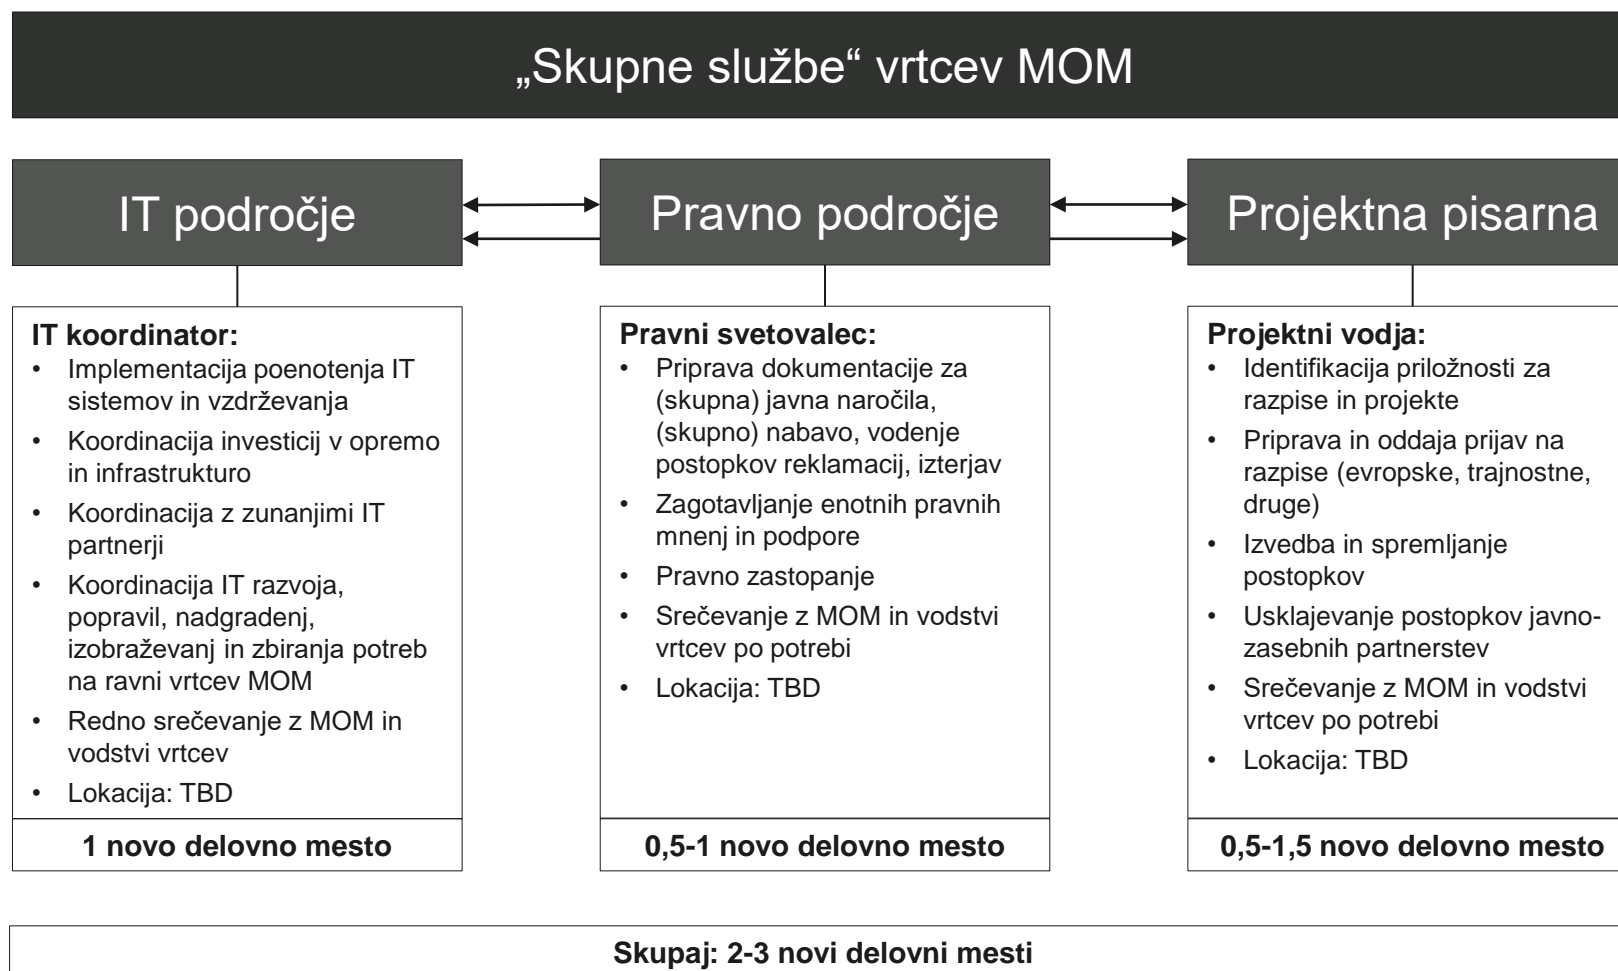 „Skupne službe“ vrtcev MOM
IT področje
Pravno področje
Projektna pisarna
IT koordinator:
• Implementacija poenotenja IT
sistemov in vzdrževanja
• Koordinacija investicij v opremo
in infrastrukturo
• Koordinacija z zunanjimi IT
partnerji
• Koordinacija IT razvoja,
popravil, nadgradenj,
izobraževanj in zbiranja potreb
na ravni vrtcev MOM
• Redno srečevanje z MOM in
vodstvi vrtcev
• Lokacija: TBD
1 novo delovno mesto
Pravni svetovalec:
• Priprava dokumentacije za
(skupna) javna naročila,
(skupno) nabavo, vodenje
postopkov reklamacij, izterjav
• Zagotavljanje enotnih pravnih
mnenj in podpore
• Pravno zastopanje
• Srečevanje z MOM in vodstvi
vrtcev po potrebi
• Lokacija: TBD
0,5-1 novo delovno mesto
Projektni vodja:
• Identifikacija priložnosti za
razpise in projekte
• Priprava in oddaja prijav na
razpise (evropske, trajnostne,
druge)
• Izvedba in spremljanje
postopkov
• Usklajevanje postopkov javno-
zasebnih partnerstev
• Srečevanje z MOM in vodstvi
vrtcev po potrebi
• Lokacija: TBD
0,5-1,5 novo delovno mesto
Skupaj: 2-3 novi delovni mesti